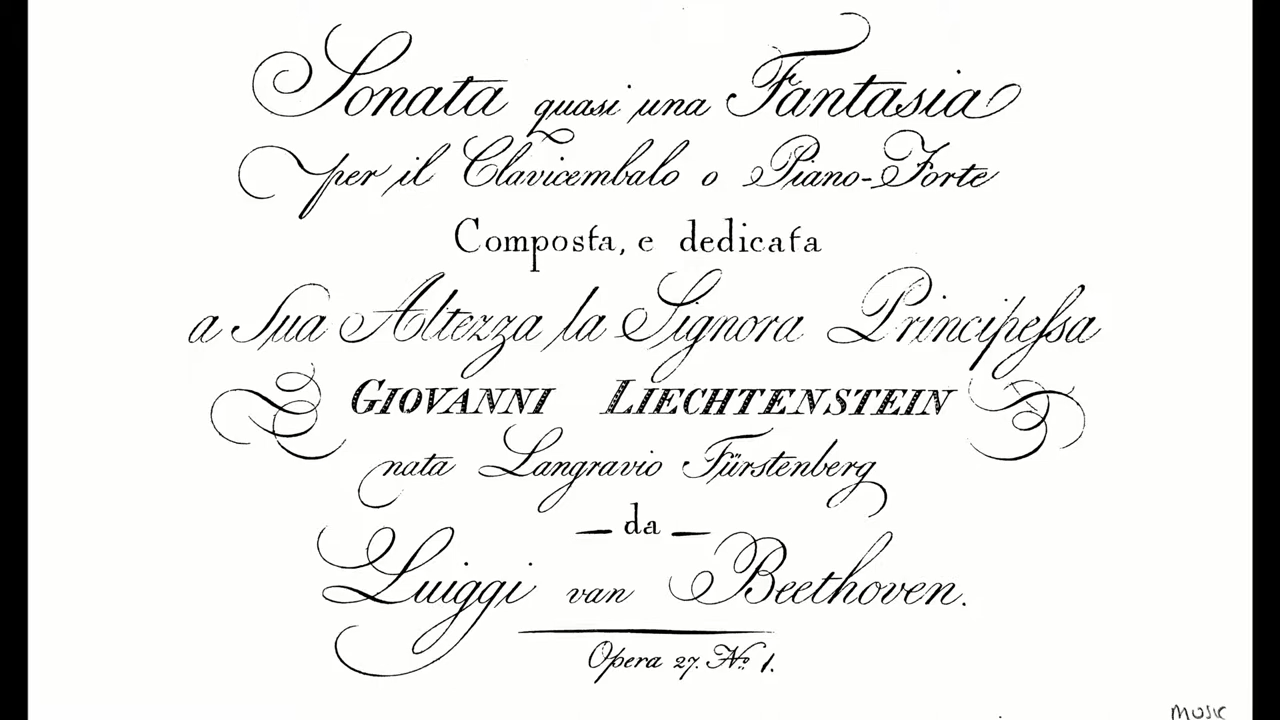 Sonata quasi una Fantasia
per il Clavicembalo o Piano-Forte
Composta, e dedicata
a Sua Altezza la Signora Principeſsa
GIOVANNI LIECHTENSTEIN
nata Langravio Fürstenberg
— da —
Luiggi van Beethoven.
Opera 27. No. 1.
MUSIC